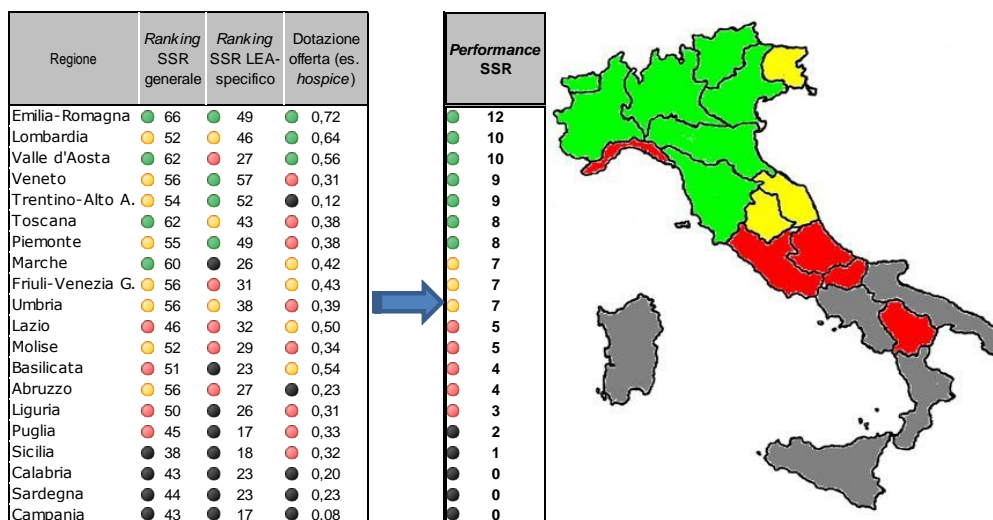 Regione
Ranking
SSR
generale
Ranking
SSR LEA-
specifico
Dotazione
offerta (es.
hospice)
Performance
SSR
Emilia-Romagna 66 49 0,72 12
Lombardia 52 46 0,64 10
Valle d'Aosta 62 27 0,56 10
Veneto 56 57 0,31 9
Trentino-Alto A. 54 52 0,12 9
Toscana 62 43 0,38 8
Piemonte 55 49 0,38 8
Marche 60 26 0,42 7
Friuli-Venezia G. 56 31 0,43 7
Umbria 56 38 0,39 7
Lazio 46 32 0,50 5
Molise 52 29 0,34 5
Basilicata 51 23 0,54 4
Abruzzo 56 27 0,23 4
Liguria 50 26 0,31 3
Puglia 45 17 0,33 2
Sicilia 38 18 0,32 1
Calabria 43 23 0,20 0
Sardegna 44 23 0,23 0
Campania 43 17 0,08 0